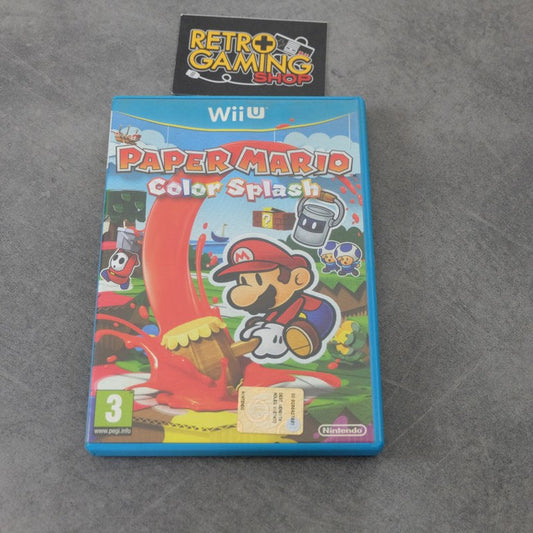 RETRO
GAMING
SHOP
Wii U
PAPER MARIO
Color Splash
M
?
3
www.pegi.info
Nintendo